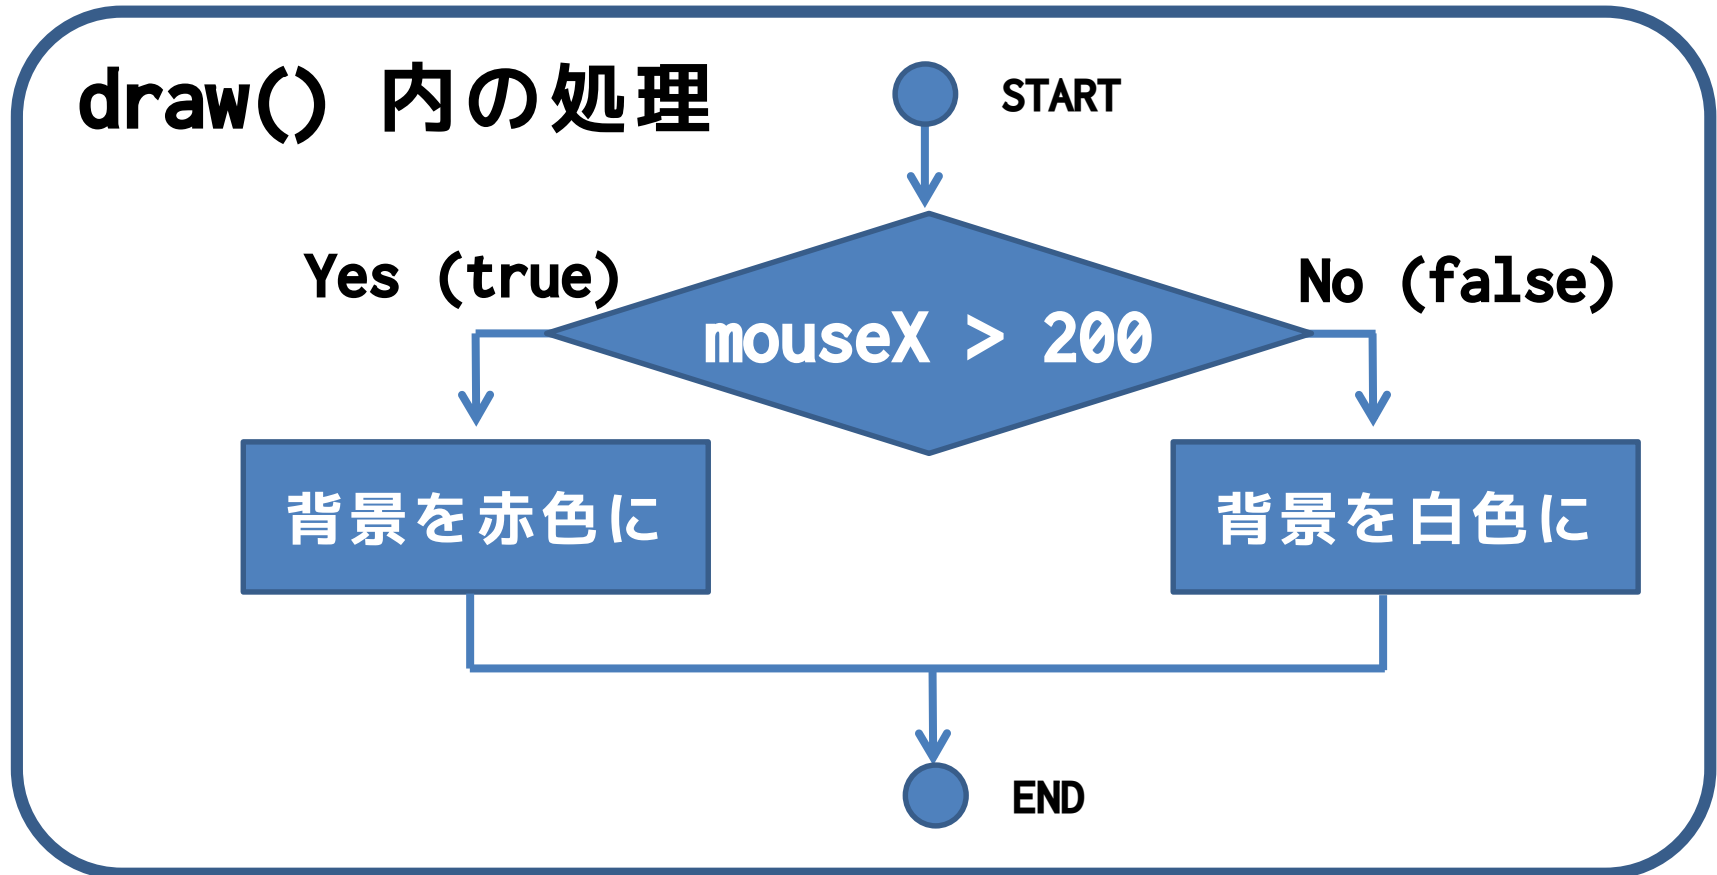 draw() 内の処理
START
Yes (true)
No (false)
mouseX > 200
背景を赤色に
背景を白色に
END